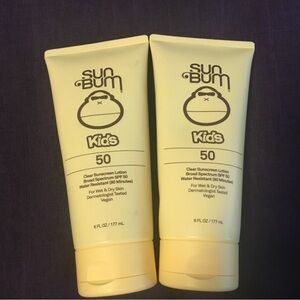 sun
Bum
Kids
50
Clear Sunscreen Lotion
Broad Spectrum SPF 50
Water Resistant (80 Minutes)
For Wet & Dry Skin
Dermatologist Tested
Vegan
6 FL OZ / 177 mL
sun
Bum
Kids
50
Clear Sunscreen Lotion
Broad Spectrum SPF 50
Water Resistant (80 Minutes)
For Wet & Dry Skin
Dermatologist Tested
Vegan
6 FL OZ / 177 mL